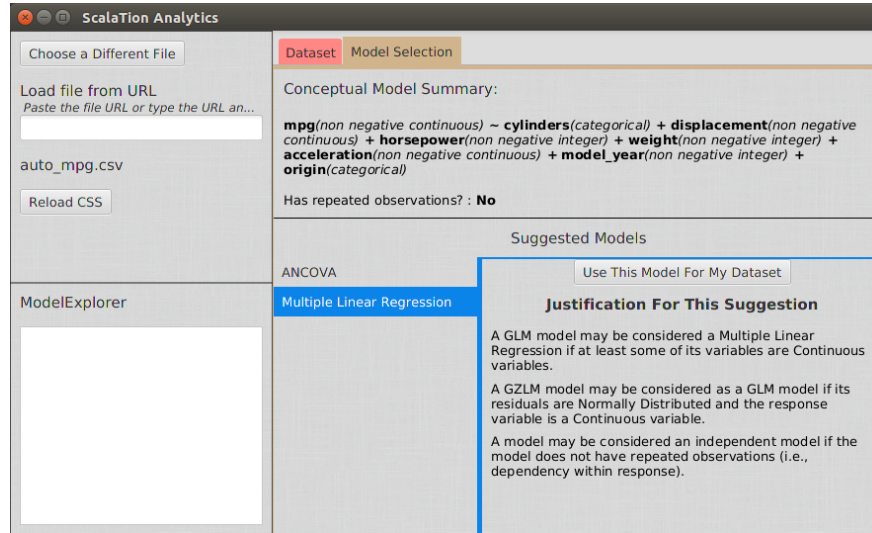 ScalaTion Analytics
Choose a Different File
Load file from URL
Paste the file URL or type the URL an...
auto_mpg.csv
Reload CSS
ModelExplorer
Dataset
Model Selection
Conceptual Model Summary:
mpg(non negative continuous) ~ cylinders(categorical) + displacement(non negative
continuous) + horsepower(non negative integer) + weight(non negative integer) +
acceleration(non negative continuous) + model_year(non negative integer) +
origin(categorical)
Has repeated observations? : No
Suggested Models
ANCOVA
Multiple Linear Regression
Use This Model For My Dataset
Justification For This Suggestion
A GLM model may be considered a Multiple Linear
Regression if at least some of its variables are Continuous
variables.
A GZLM model may be considered as a GLM model if its
residuals are Normally Distributed and the response
variable is a Continuous variable.
A model may be considered an independent model if the
model does not have repeated observations (i.e.,
dependency within response).